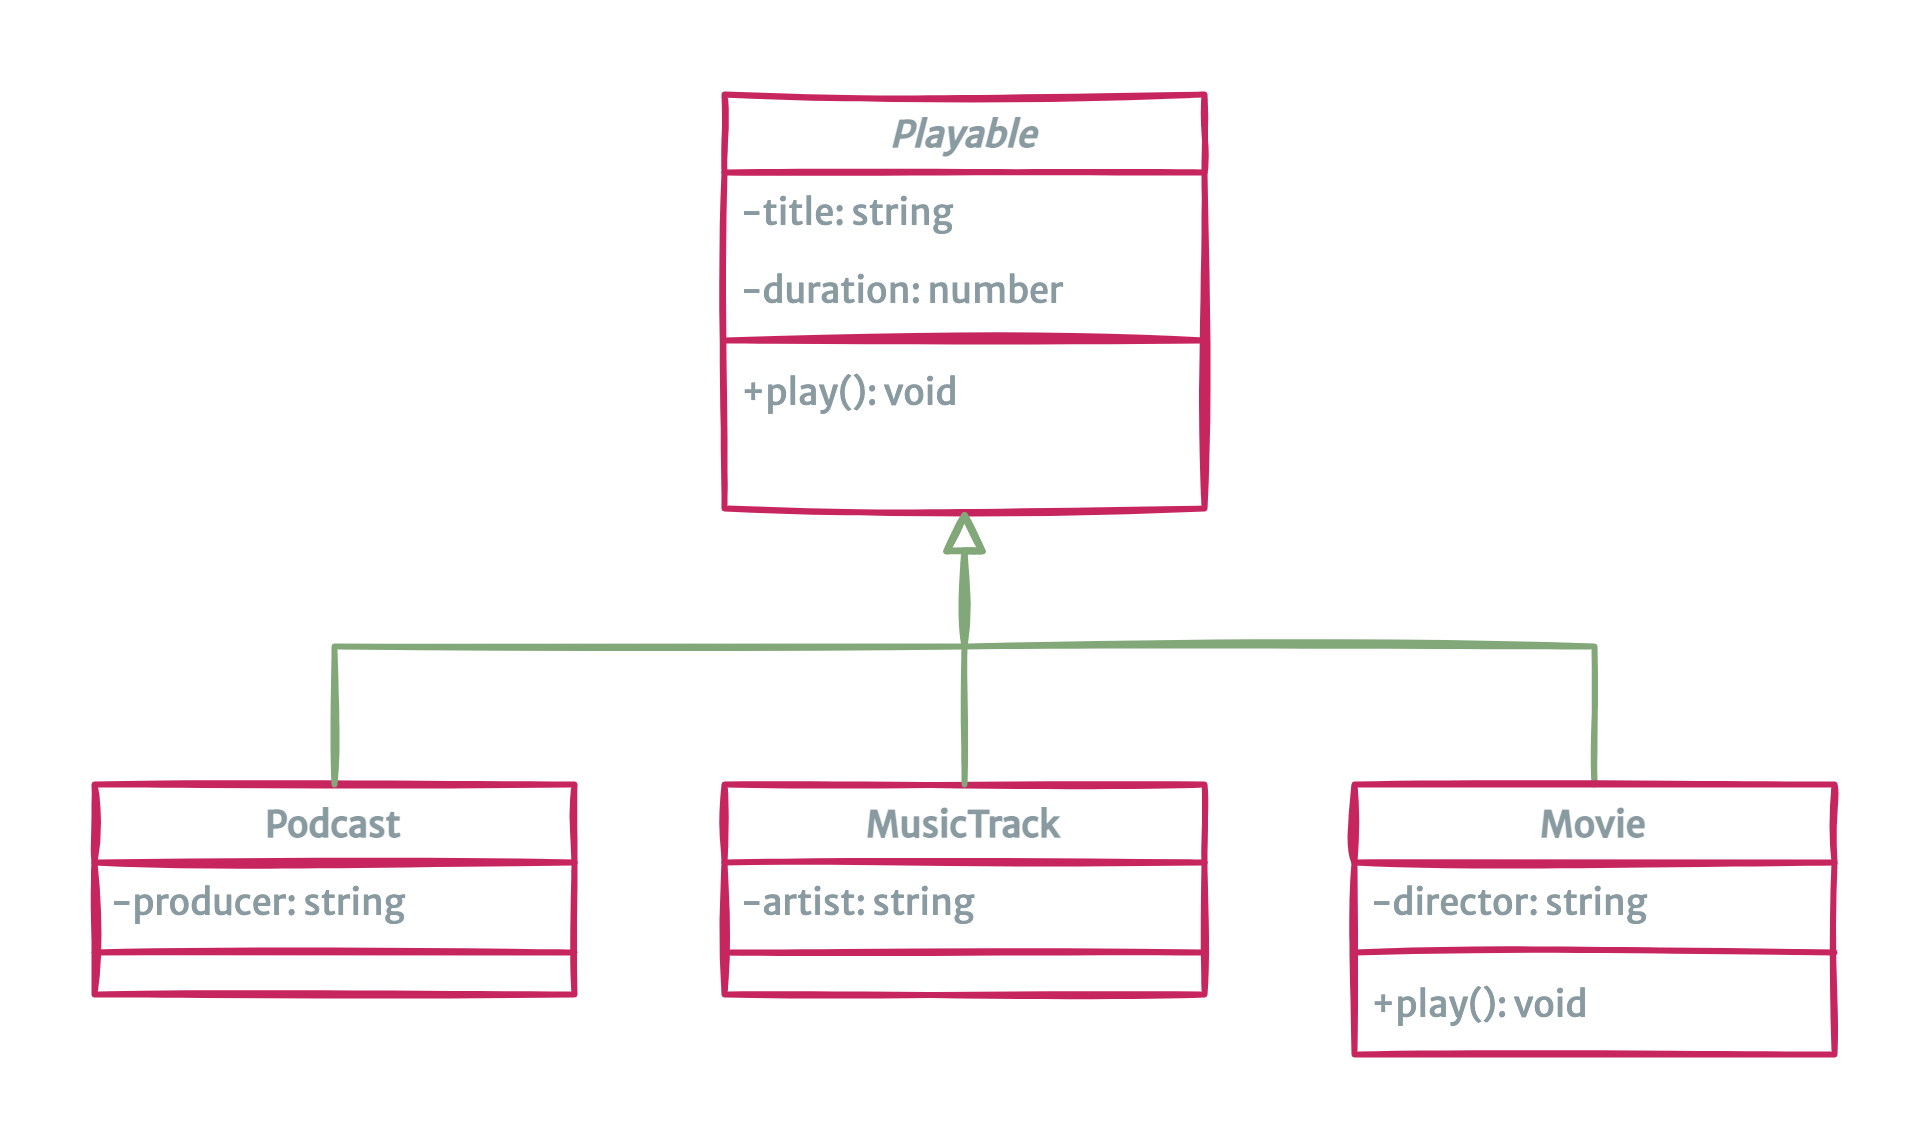 Playable
-title: string
-duration: number
+play(): void
Podcast
-producer: string
MusicTrack
-artist: string
Movie
-director: string
+play(): void